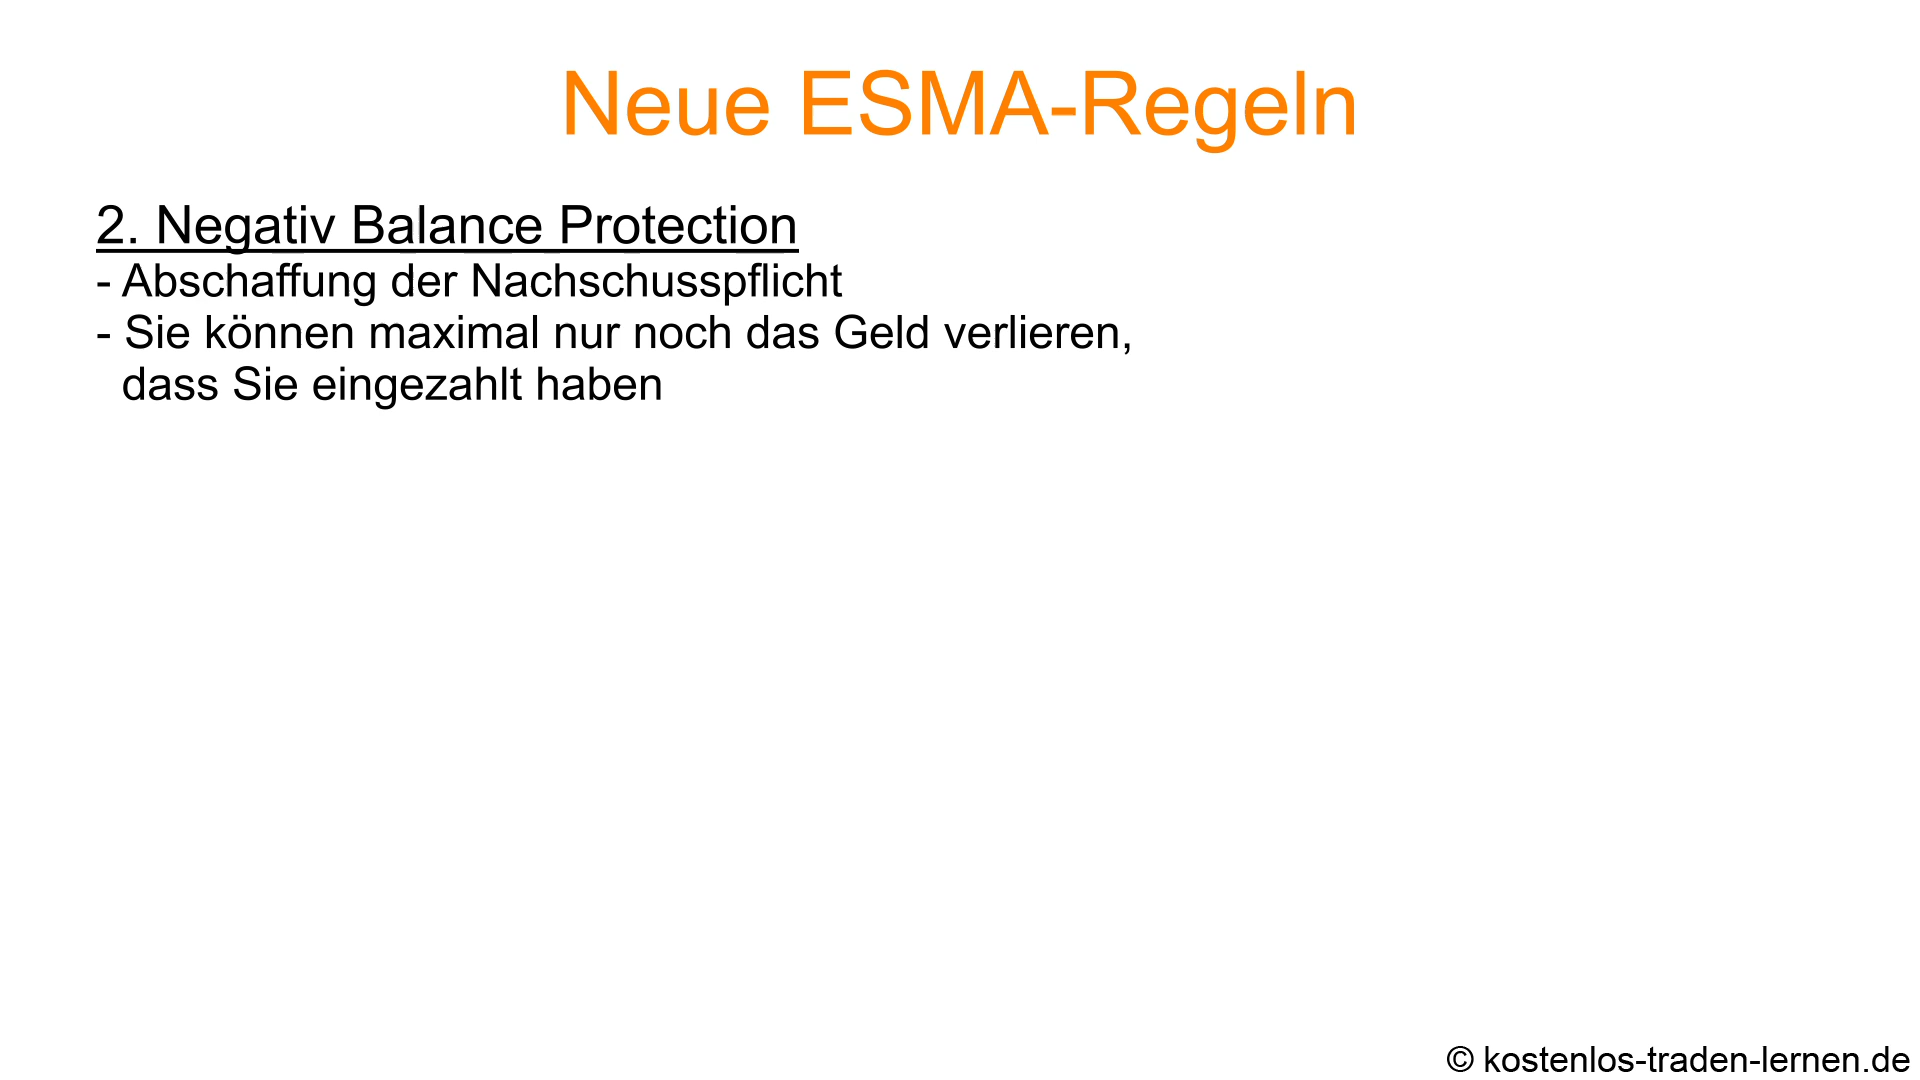 Neue ESMA-Regeln
2. Negativ Balance Protection
- Abschaffung der Nachschusspflicht
- Sie können maximal nur noch das Geld verlieren,
dass Sie eingezahlt haben
© kostenlos-traden-lernen.de